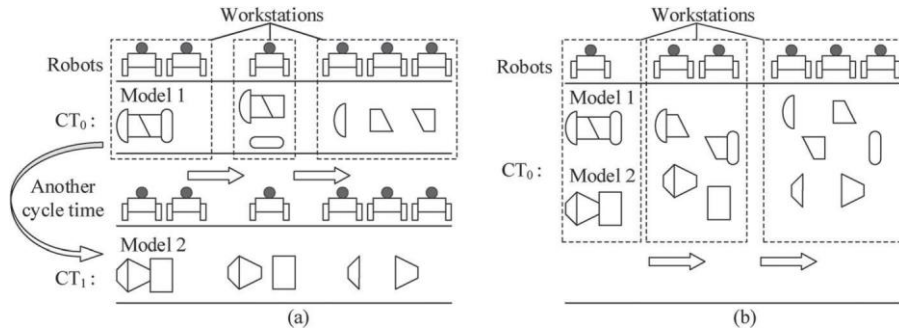 Workstations
Robots
Model 1
CT₀ :
Another
cycle time
Model 2
CT₁ :
(a)
Workstations
Robots
Model 1
CT₀ :
Model 2
(b)